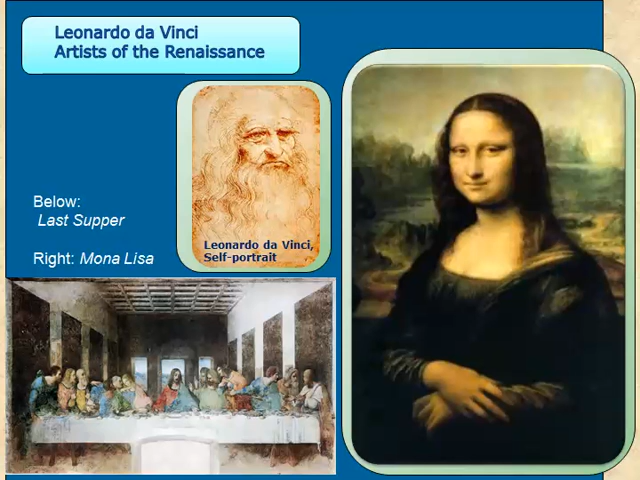 Leonardo da Vinci
Artists of the Renaissance
Leonardo da Vinci,
Self-portrait
Below:
Last Supper
Right: Mona Lisa